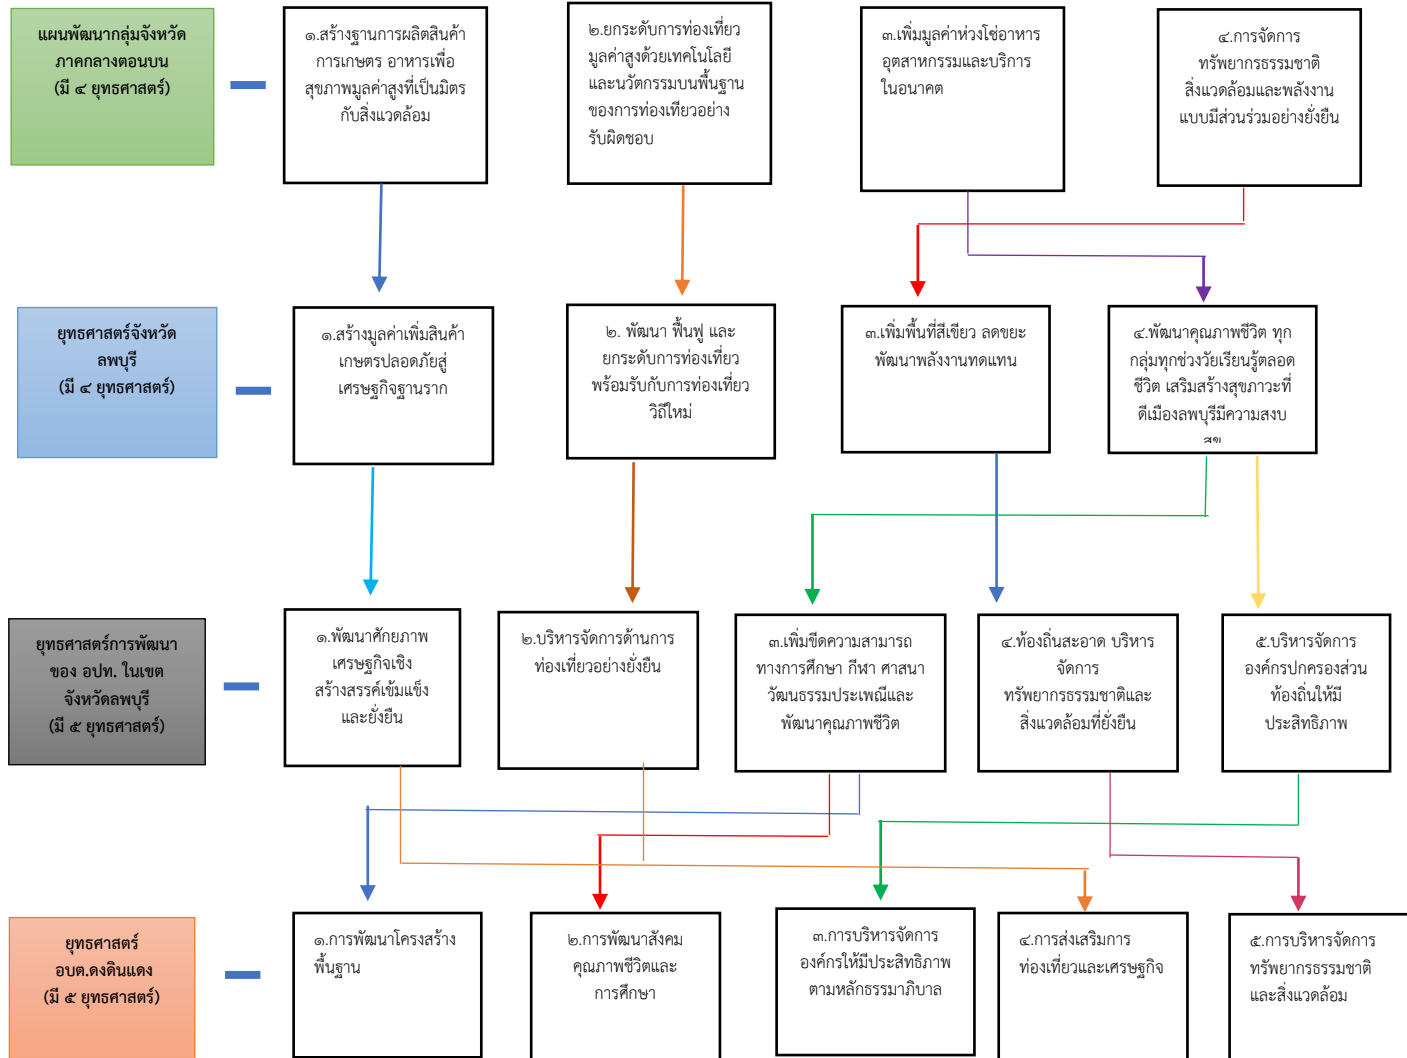 แผนพัฒนากลุ่มจังหวัด
ภาคกลางตอนบน
(มี ๔ ยุทธศาสตร์)
๑.สร้างฐานการผลิตสินค้า
การเกษตร อาหารเพื่อ
สุขภาพมูลค่าสูงที่เป็นมิตร
กับสิ่งแวดล้อม
๒.ยกระดับการท่องเที่ยว
มูลค่าสูงด้วยเทคโนโลยี
และนวัตกรรมบนพื้นฐาน
ของการท่องเทียวอย่าง
รับผิดชอบ
๓.เพิ่มมูลค่าห่วงโซ่อาหาร
อุตสาหกรรมและบริการ
ในอนาคต
๔.การจัดการ
ทรัพยากรธรรมชาติ
สิ่งแวดล้อมและพลังงาน
แบบมีส่วนร่วมอย่างยั่งยืน
ยุทธศาสตร์จังหวัด
ลพบุรี
(มี ๔ ยุทธศาสตร์)
๑.สร้างมูลค่าเพิ่มสินค้า
เกษตรปลอดภัยสู่
เศรษฐกิจฐานราก
๒. พัฒนา ฟื้นฟู และ
ยกระดับการท่องเที่ยว
พร้อมรับกับการท่องเที่ยว
วิถีใหม่
๓.เพิ่มพื้นที่สีเขียว ลดขยะ
พัฒนาพลังงานทดแทน
๔.พัฒนาคุณภาพชีวิต ทุก
กลุ่มทุกช่วงวัยเรียนรู้ตลอด
ชีวิต เสริมสร้างสุขภาวะที่
ดีเมืองลพบุรีมีความสงบ
สุข
ยุทธศาสตร์การพัฒนา
ของ อปท. ในเขต
จังหวัดลพบุรี
(มี ๕ ยุทธศาสตร์)
๑.พัฒนาศักยภาพ
เศรษฐกิจเชิง
สร้างสรรค์เข้มแข็ง
และยั่งยืน
๒.บริหารจัดการด้านการ
ท่องเที่ยวอย่างยั่งยืน
๓.เพิ่มขีดความสามารถ
ทางการศึกษา กีฬา ศาสนา
วัฒนธรรมประเพณีและ
พัฒนาคุณภาพชีวิต
๔.ท้องถิ่นสะอาด บริหาร
จัดการ
ทรัพยากรธรรมชาติและ
สิ่งแวดล้อมที่ยั่งยืน
๕.บริหารจัดการ
องค์กรปกครองส่วน
ท้องถิ่นให้มี
ประสิทธิภาพ
ยุทธศาสตร์
อบต.ดงดินแดง
(มี ๕ ยุทธศาสตร์)
๑.การพัฒนาโครงสร้าง
พื้นฐาน
๒.การพัฒนาสังคม
คุณภาพชีวิตและ
การศึกษา
๓.การบริหารจัดการ
องค์กรให้มีประสิทธิภาพ
ตามหลักธรรมาภิบาล
๔.การส่งเสริมการ
ท่องเที่ยวและเศรษฐกิจ
๕.การบริหารจัดการ
ทรัพยากรธรรมชาติ
และสิ่งแวดล้อม